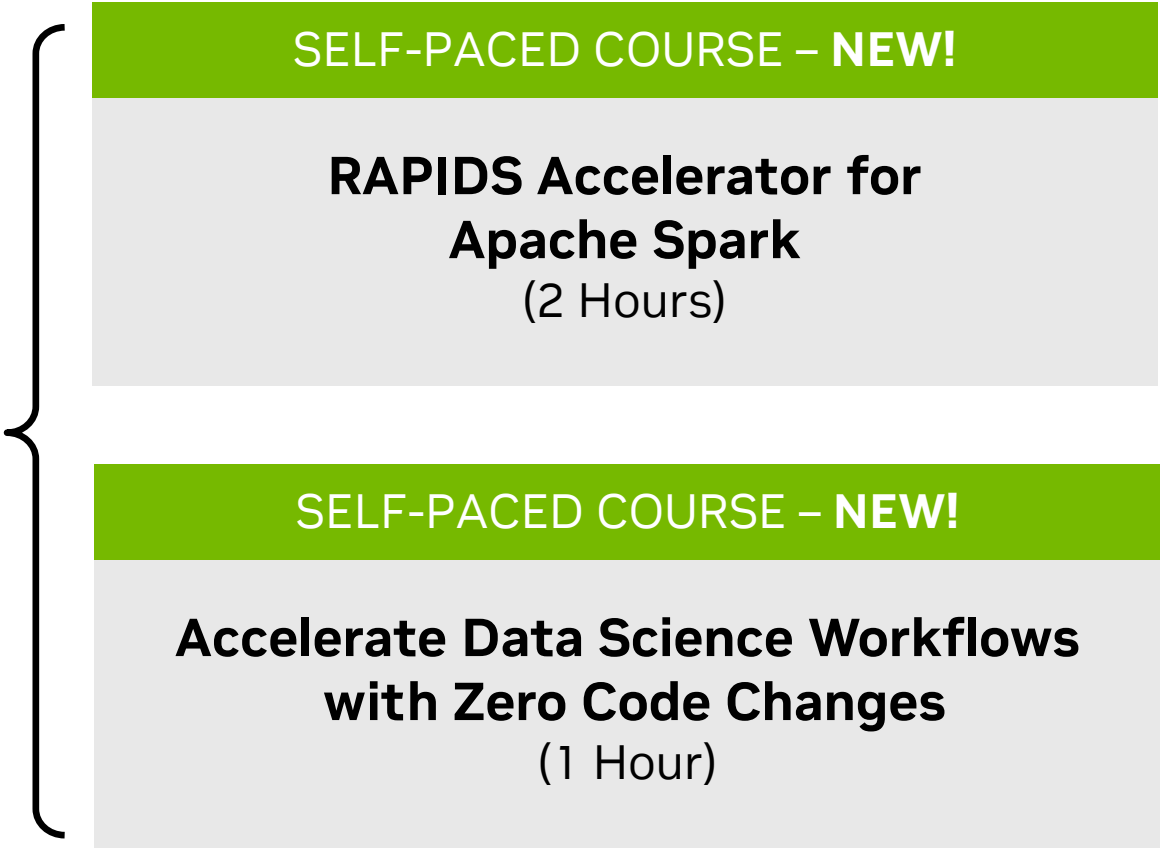 SELF-PACED COURSE – NEW!
RAPIDS Accelerator for
Apache Spark
(2 Hours)
SELF-PACED COURSE – NEW!
Accelerate Data Science Workflows
with Zero Code Changes
(1 Hour)